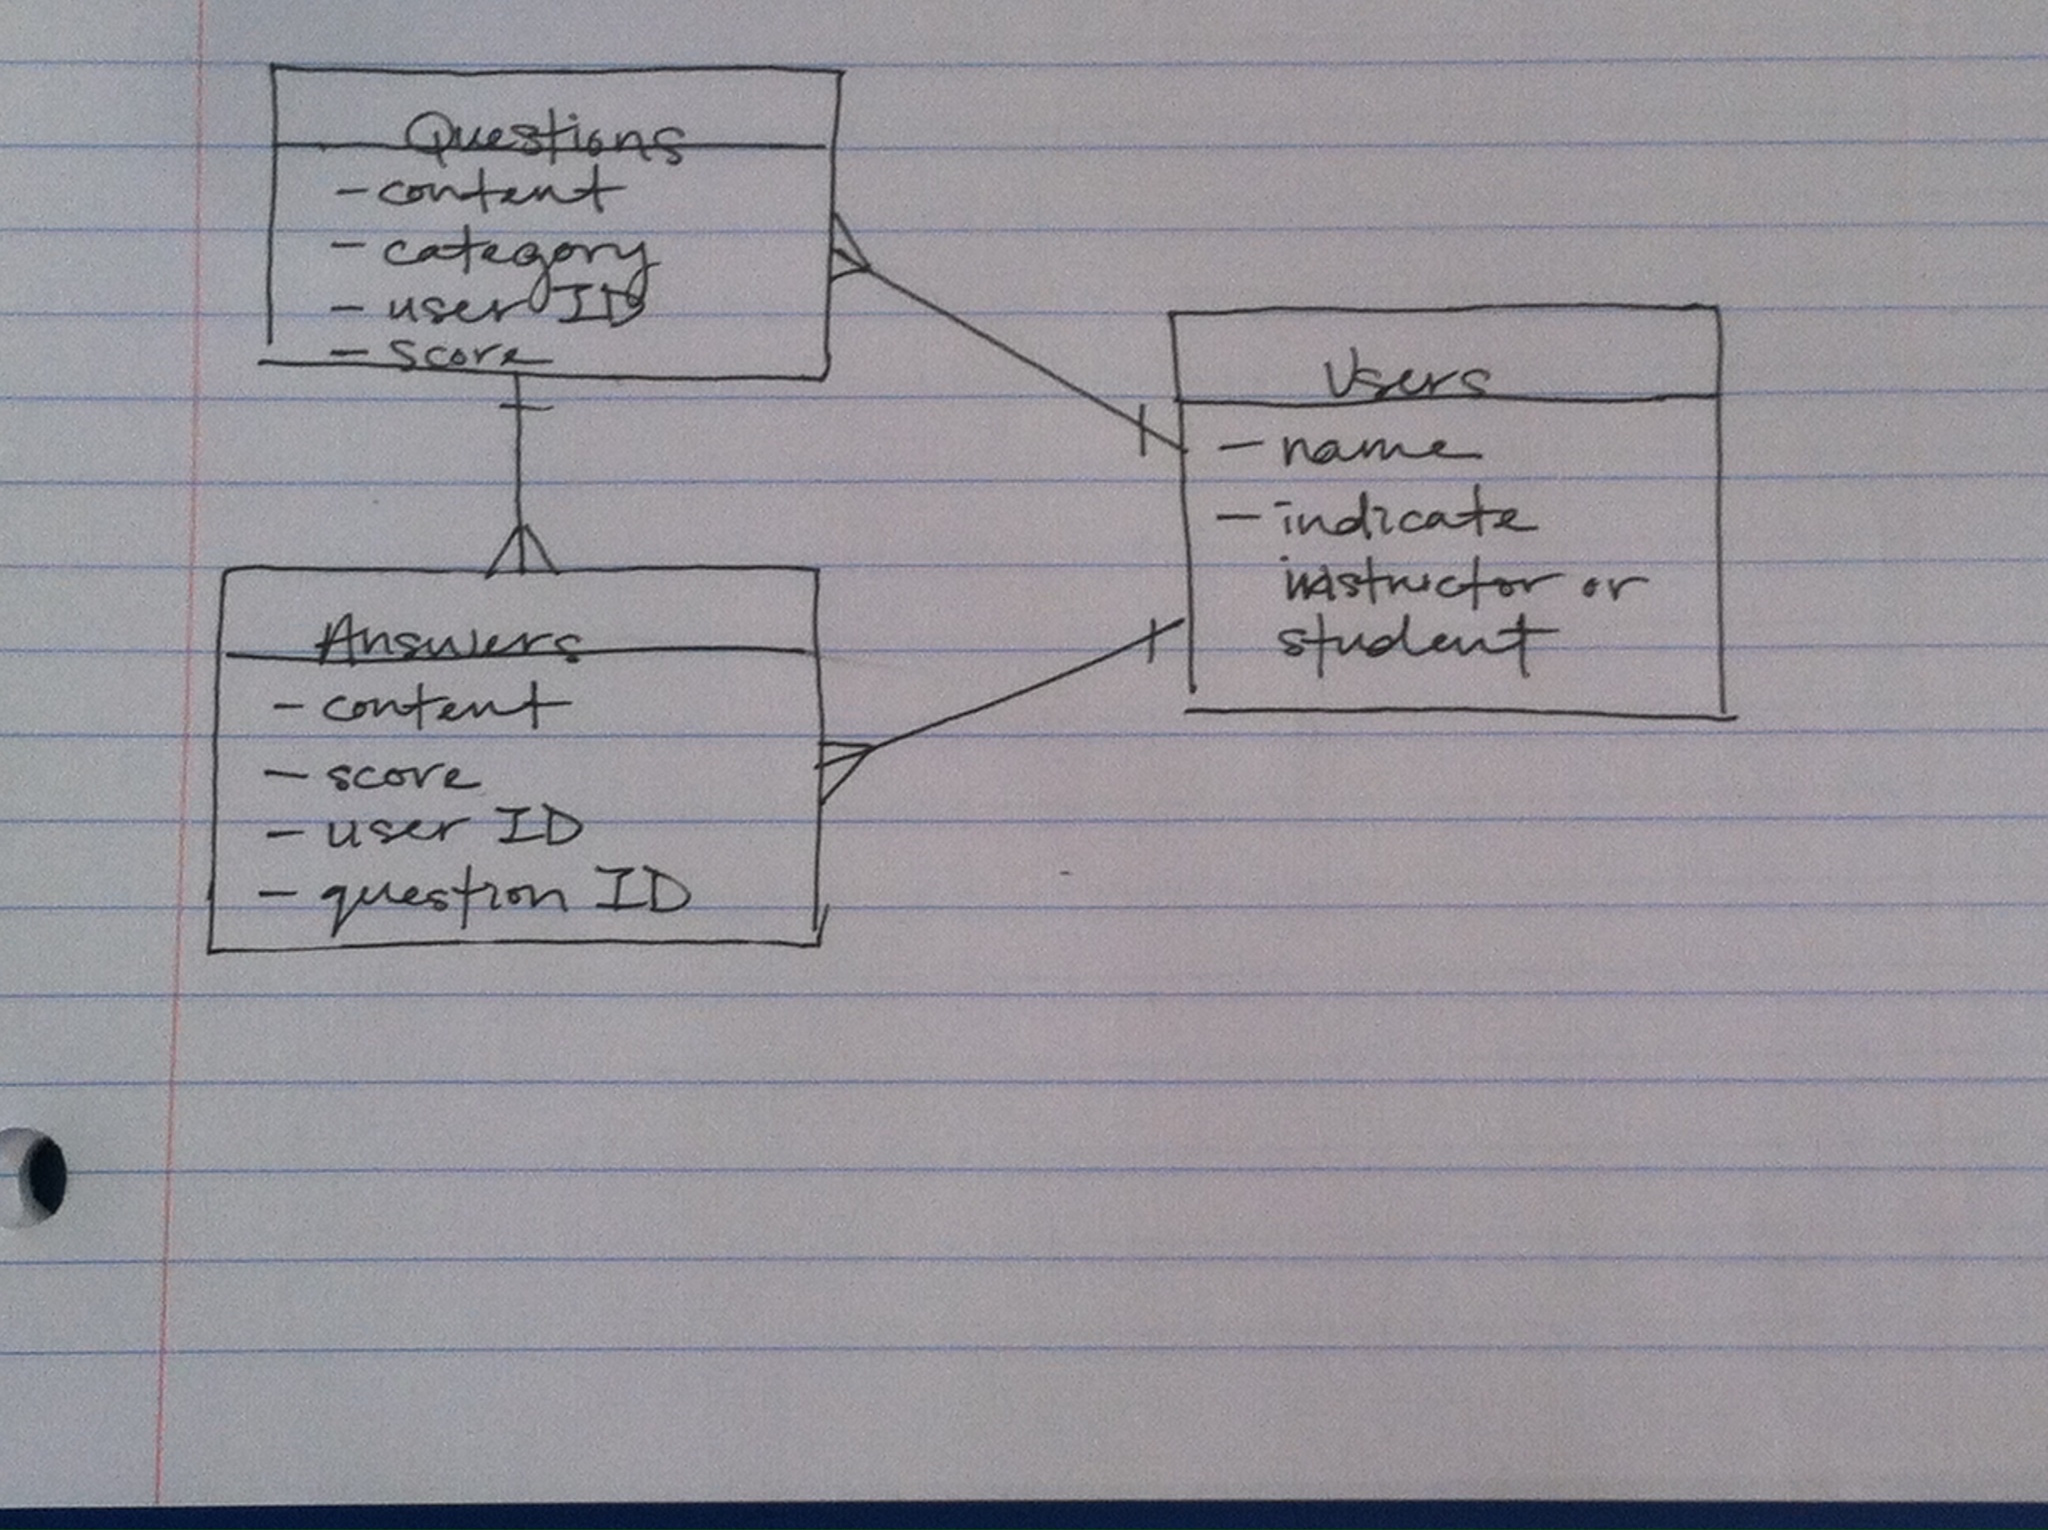 Questions
- content
- category
- user ID
- score
Users
- name
- indicate
instructor or
student
Answers
- content
- score
- user ID
- question ID